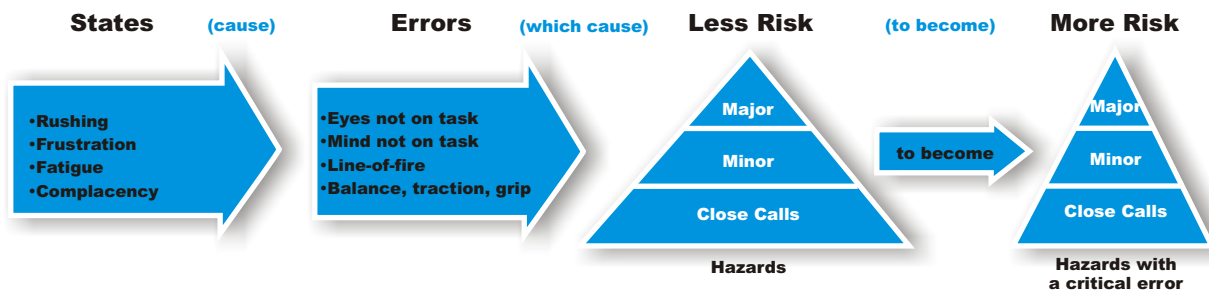 States (cause) Errors (which cause) Less Risk (to become) More Risk
•Rushing
•Frustration
•Fatigue
•Complacency
•Eyes not on task
•Mind not on task
•Line-of-fire
•Balance, traction, grip
Major
Minor
Close Calls
Hazards
to become
Major
Minor
Close Calls
Hazards with
a critical error